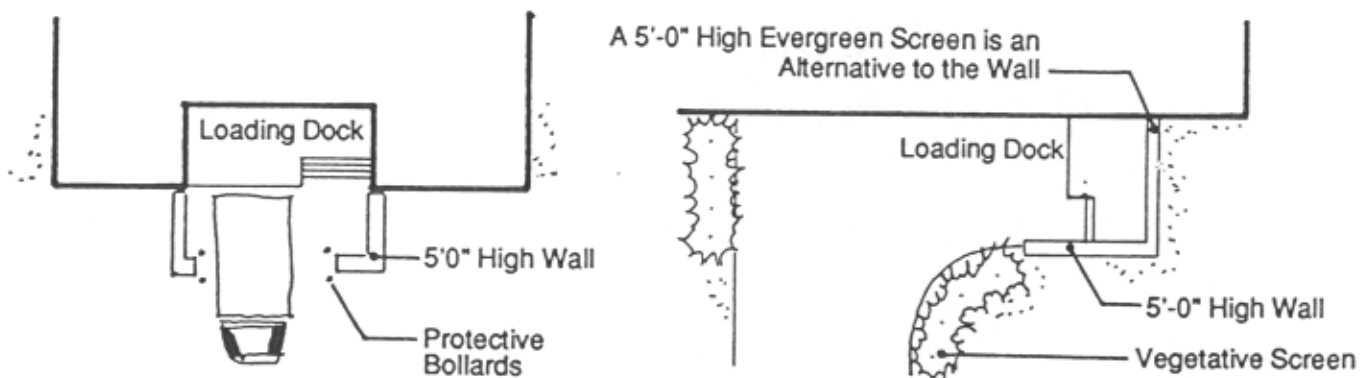 Loading Dock
5'0" High Wall
Protective
Bollards
A 5'-0" High Evergreen Screen is an
Alternative to the Wall
Loading Dock
5'-0" High Wall
Vegetative Screen